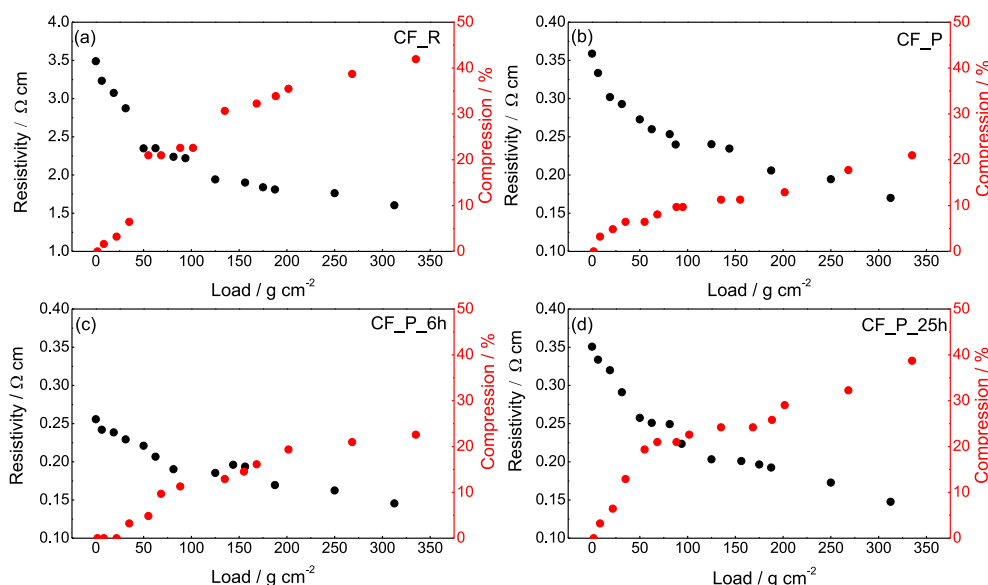 (a) CF_R
Resistivity / Ω cm
4.0
3.5
3.0
2.5
2.0
1.5
1.0
50
40
30
20
10
0
Compression / %
0 50 100 150 200 250 300 350
Load / g cm⁻²
(b) CF_P
Resistivity / Ω cm
0.40
0.35
0.30
0.25
0.20
0.15
0.10
50
40
30
20
10
0
Compression / %
0 50 100 150 200 250 300 350
Load / g cm⁻²
(c) CF_P_6h
Resistivity / Ω cm
0.40
0.35
0.30
0.25
0.20
0.15
0.10
50
40
30
20
10
0
Compression / %
0 50 100 150 200 250 300 350
Load / g cm⁻²
(d) CF_P_25h
Resistivity / Ω cm
0.40
0.35
0.30
0.25
0.20
0.15
0.10
50
40
30
20
10
0
Compression / %
0 50 100 150 200 250 300 350
Load / g cm⁻²